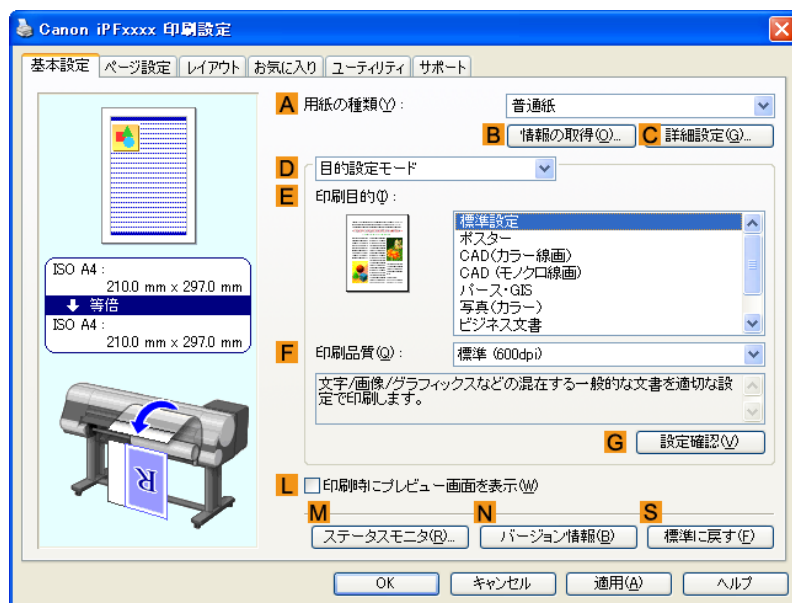 Canon iPFxxxx 印刷設定
基本設定 ページ設定 レイアウト お気に入り ユーティリティ サポート
A 用紙の種類(Y) : 普通紙
B 情報の取得(O)... C 詳細設定(G)...
D 目的設定モード
E 印刷目的(I) :
標準設定
ポスター
CAD(カラー線画)
CAD (モノクロ線画)
パース・GIS
写真(カラー)
ビジネス文書
ISO A4 :
210.0 mm x 297.0 mm
等倍
ISO A4 :
210.0 mm x 297.0 mm
F 印刷品質(Q) : 標準 (600dpi)
文字/画像/グラフィックスなどの混在する一般的な文書を適切な設
定で印刷します。
G 設定確認(V)
R
L 印刷時にプレビュー画面を表示(W)
M N S
ステータスモニタ(R)... バージョン情報(B) 標準に戻す(F)
OK キャンセル 適用(A) ヘルプ